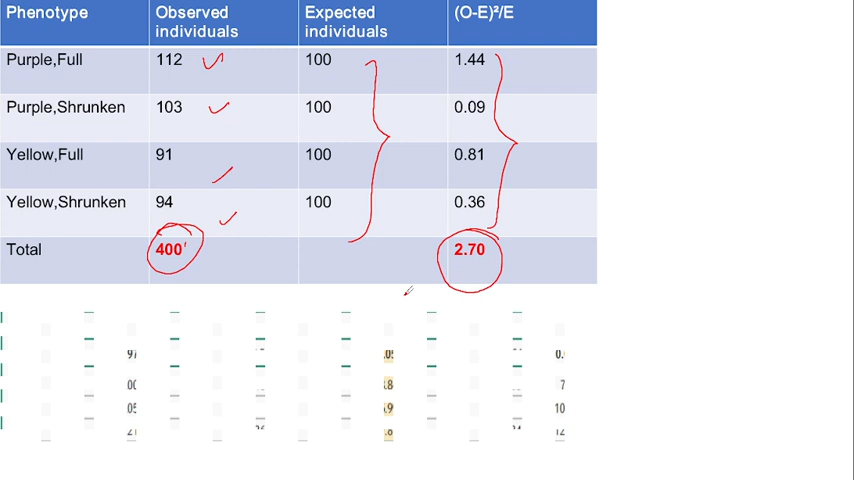 Phenotype Observed individuals Expected individuals (O-E)²/E
Purple,Full 112 100 1.44
Purple,Shrunken 103 100 0.09
Yellow,Full 91 100 0.81
Yellow,Shrunken 94 100 0.36
Total 400 2.70